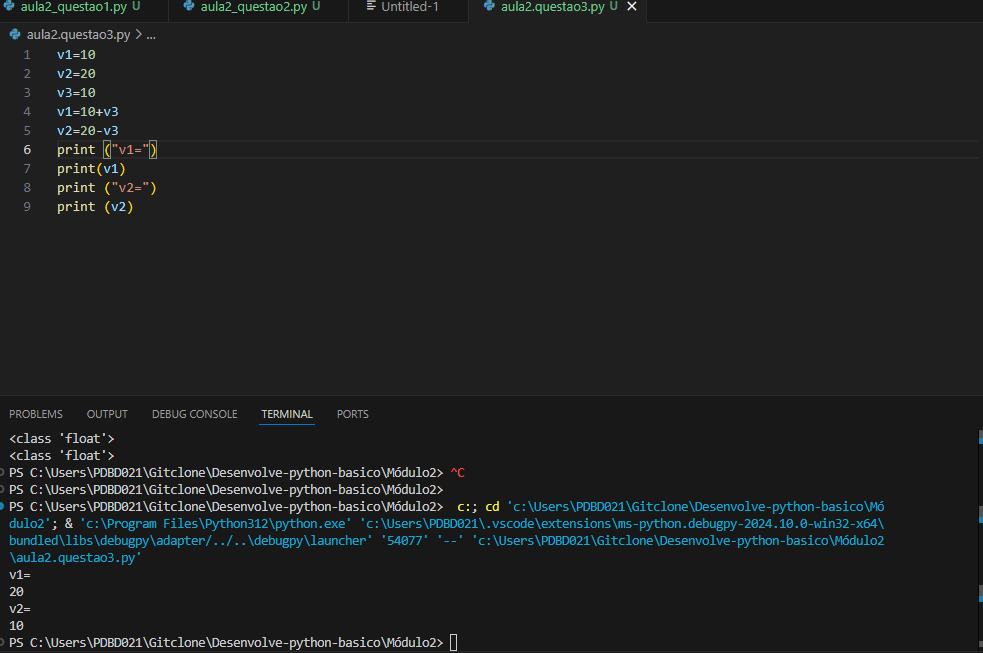 aula2_questao1.py U aula2_questao2.py U Untitled-1 aula2.questao3.py U
aula2.questao3.py > ...
1 v1=10
2 v2=20
3 v3=10
4 v1=10+v3
5 v2=20-v3
6 print ("v1=")
7 print(v1)
8 print ("v2=")
9 print (v2)
PROBLEMS OUTPUT DEBUG CONSOLE TERMINAL PORTS
<class 'float'>
<class 'float'>
PS C:\Users\PDBD021\Gitclone\Desenvolve-python-basico\Módulo2> ^C
PS C:\Users\PDBD021\Gitclone\Desenvolve-python-basico\Módulo2>
PS C:\Users\PDBD021\Gitclone\Desenvolve-python-basico\Módulo2>  c:; cd 'c:\Users\PDBD021\Gitclone\Desenvolve-python-basico\Mó
dulo2'; & 'c:\Program Files\Python312\python.exe' 'c:\Users\PDBD021\.vscode\extensions\ms-python.debugpy-2024.10.0-win32-x64\
bundled\libs\debugpy\adapter/../..\debugpy\launcher' '54077' '--' 'c:\Users\PDBD021\Gitclone\Desenvolve-python-basico\Módulo2
\aula2.questao3.py'
v1=
20
v2=
10
PS C:\Users\PDBD021\Gitclone\Desenvolve-python-basico\Módulo2>